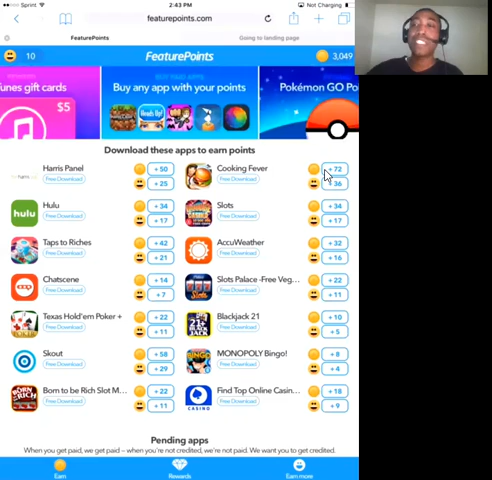 Sprint
2:43 PM
Not Charging
featurepoints.com
FeaturePoints
Going to landing page
10
FeaturePoints
3,049
unes gift cards
$5
Buy any app with your points
Heads Up!
Pokémon GO Po
Download these apps to earn points
Harris Panel
Free Download
+ 50
+ 25
Cooking Fever
Free Download
+ 72
+ 36
hulu
Hulu
Free Download
+ 34
+ 17
Slots
Free Download
+ 34
+ 17
Taps to Riches
Free Download
+ 42
+ 21
AccuWeather
Free Download
+ 32
+ 16
Chatscene
Free Download
+ 14
+ 7
Slots Palace -Free Veg...
Free Download
+ 22
+ 11
Texas Hold'em Poker +
Free Download
+ 22
+ 11
Blackjack 21
Free Download
+ 10
+ 5
Skout
Free Download
+ 58
+ 29
BINGO
MONOPOLY Bingo!
Free Download
+ 8
+ 4
BORN RICH
Born to be Rich Slot M...
Free Download
+ 22
+ 11
CASINO
Find Top Online Casin...
Free Download
+ 18
+ 9
Pending apps
When you get paid, we get paid – when you're not credited, we're not paid. We want you to get credited.
Earn
Rewards
Earn more